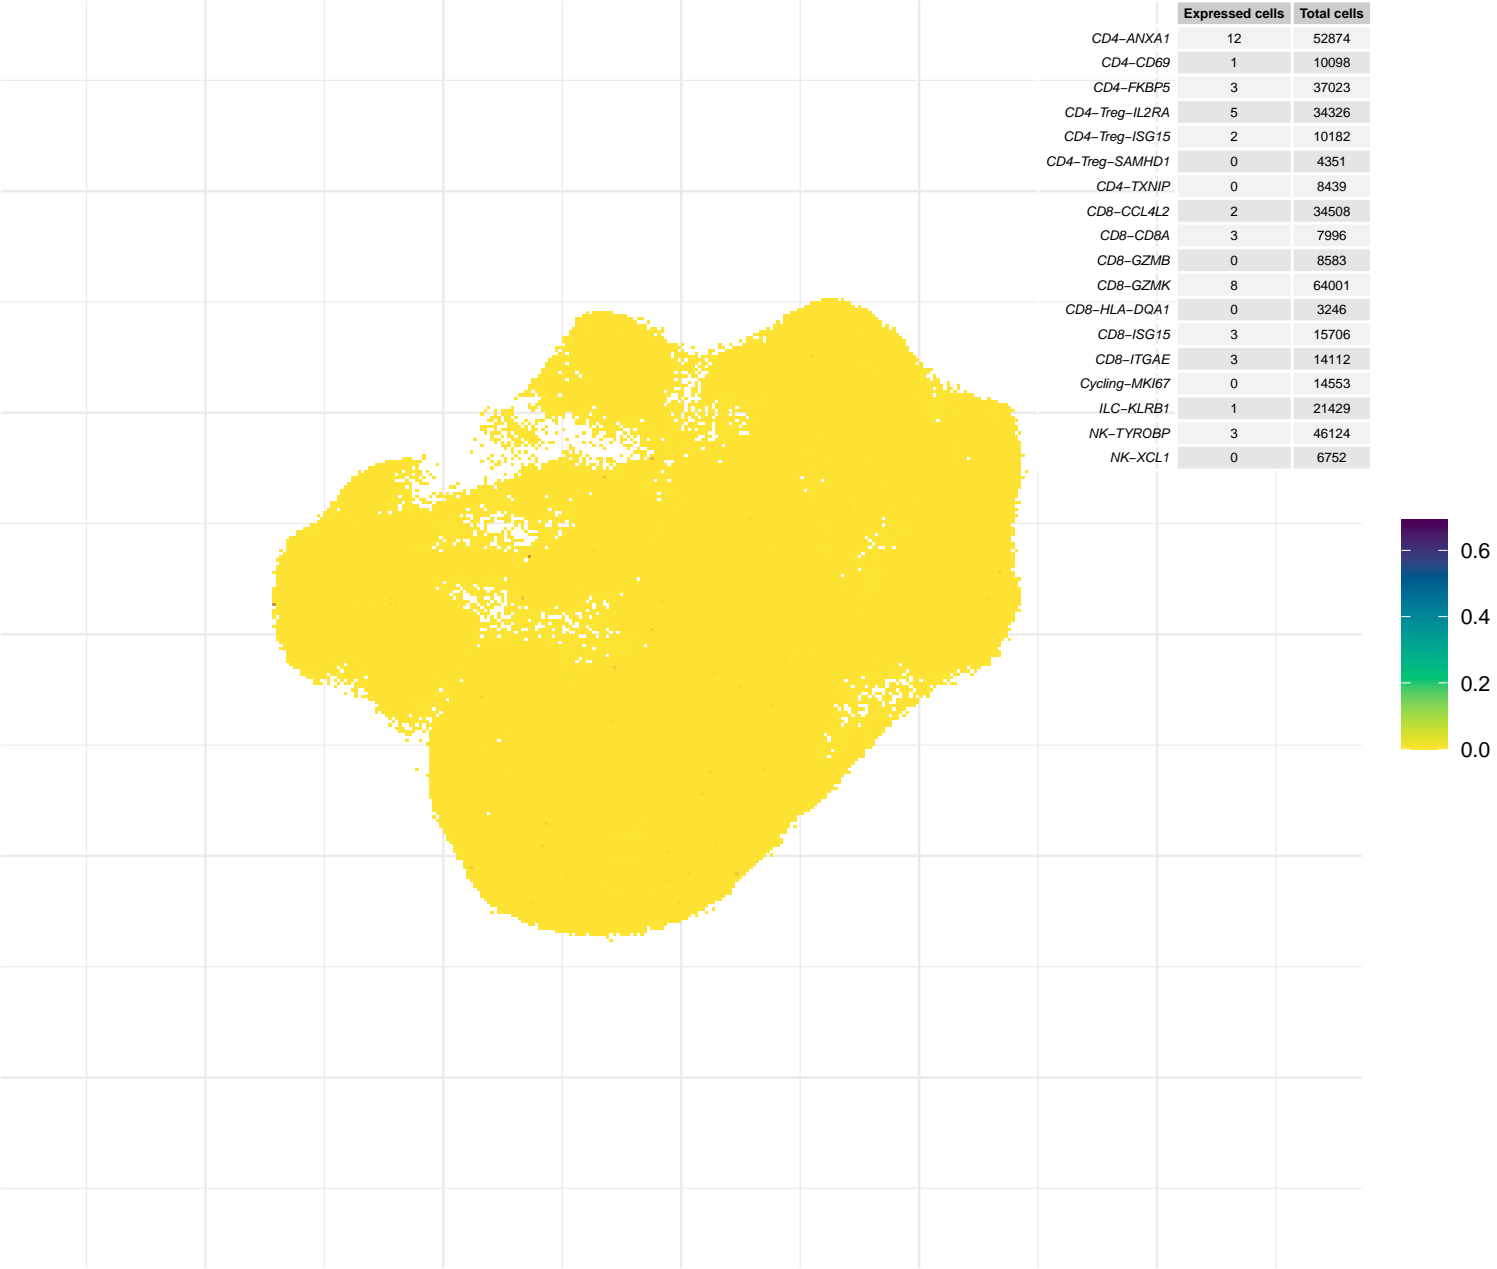 Expressed cells Total cells
CD4−ANXA1 12 52874
CD4−CD69 1 10098
CD4−FKBP5 3 37023
CD4−Treg−IL2RA 5 34326
CD4−Treg−ISG15 2 10182
CD4−Treg−SAMHD1 0 4351
CD4−TXNIP 0 8439
CD8−CCL4L2 2 34508
CD8−CD8A 3 7996
CD8−GZMB 0 8583
CD8−GZMK 8 64001
CD8−HLA−DQA1 0 3246
CD8−ISG15 3 15706
CD8−ITGAE 3 14112
Cycling−MKI67 0 14553
ILC−KLRB1 1 21429
NK−TYROBP 3 46124
NK−XCL1 0 6752
0.6
0.4
0.2
0.0